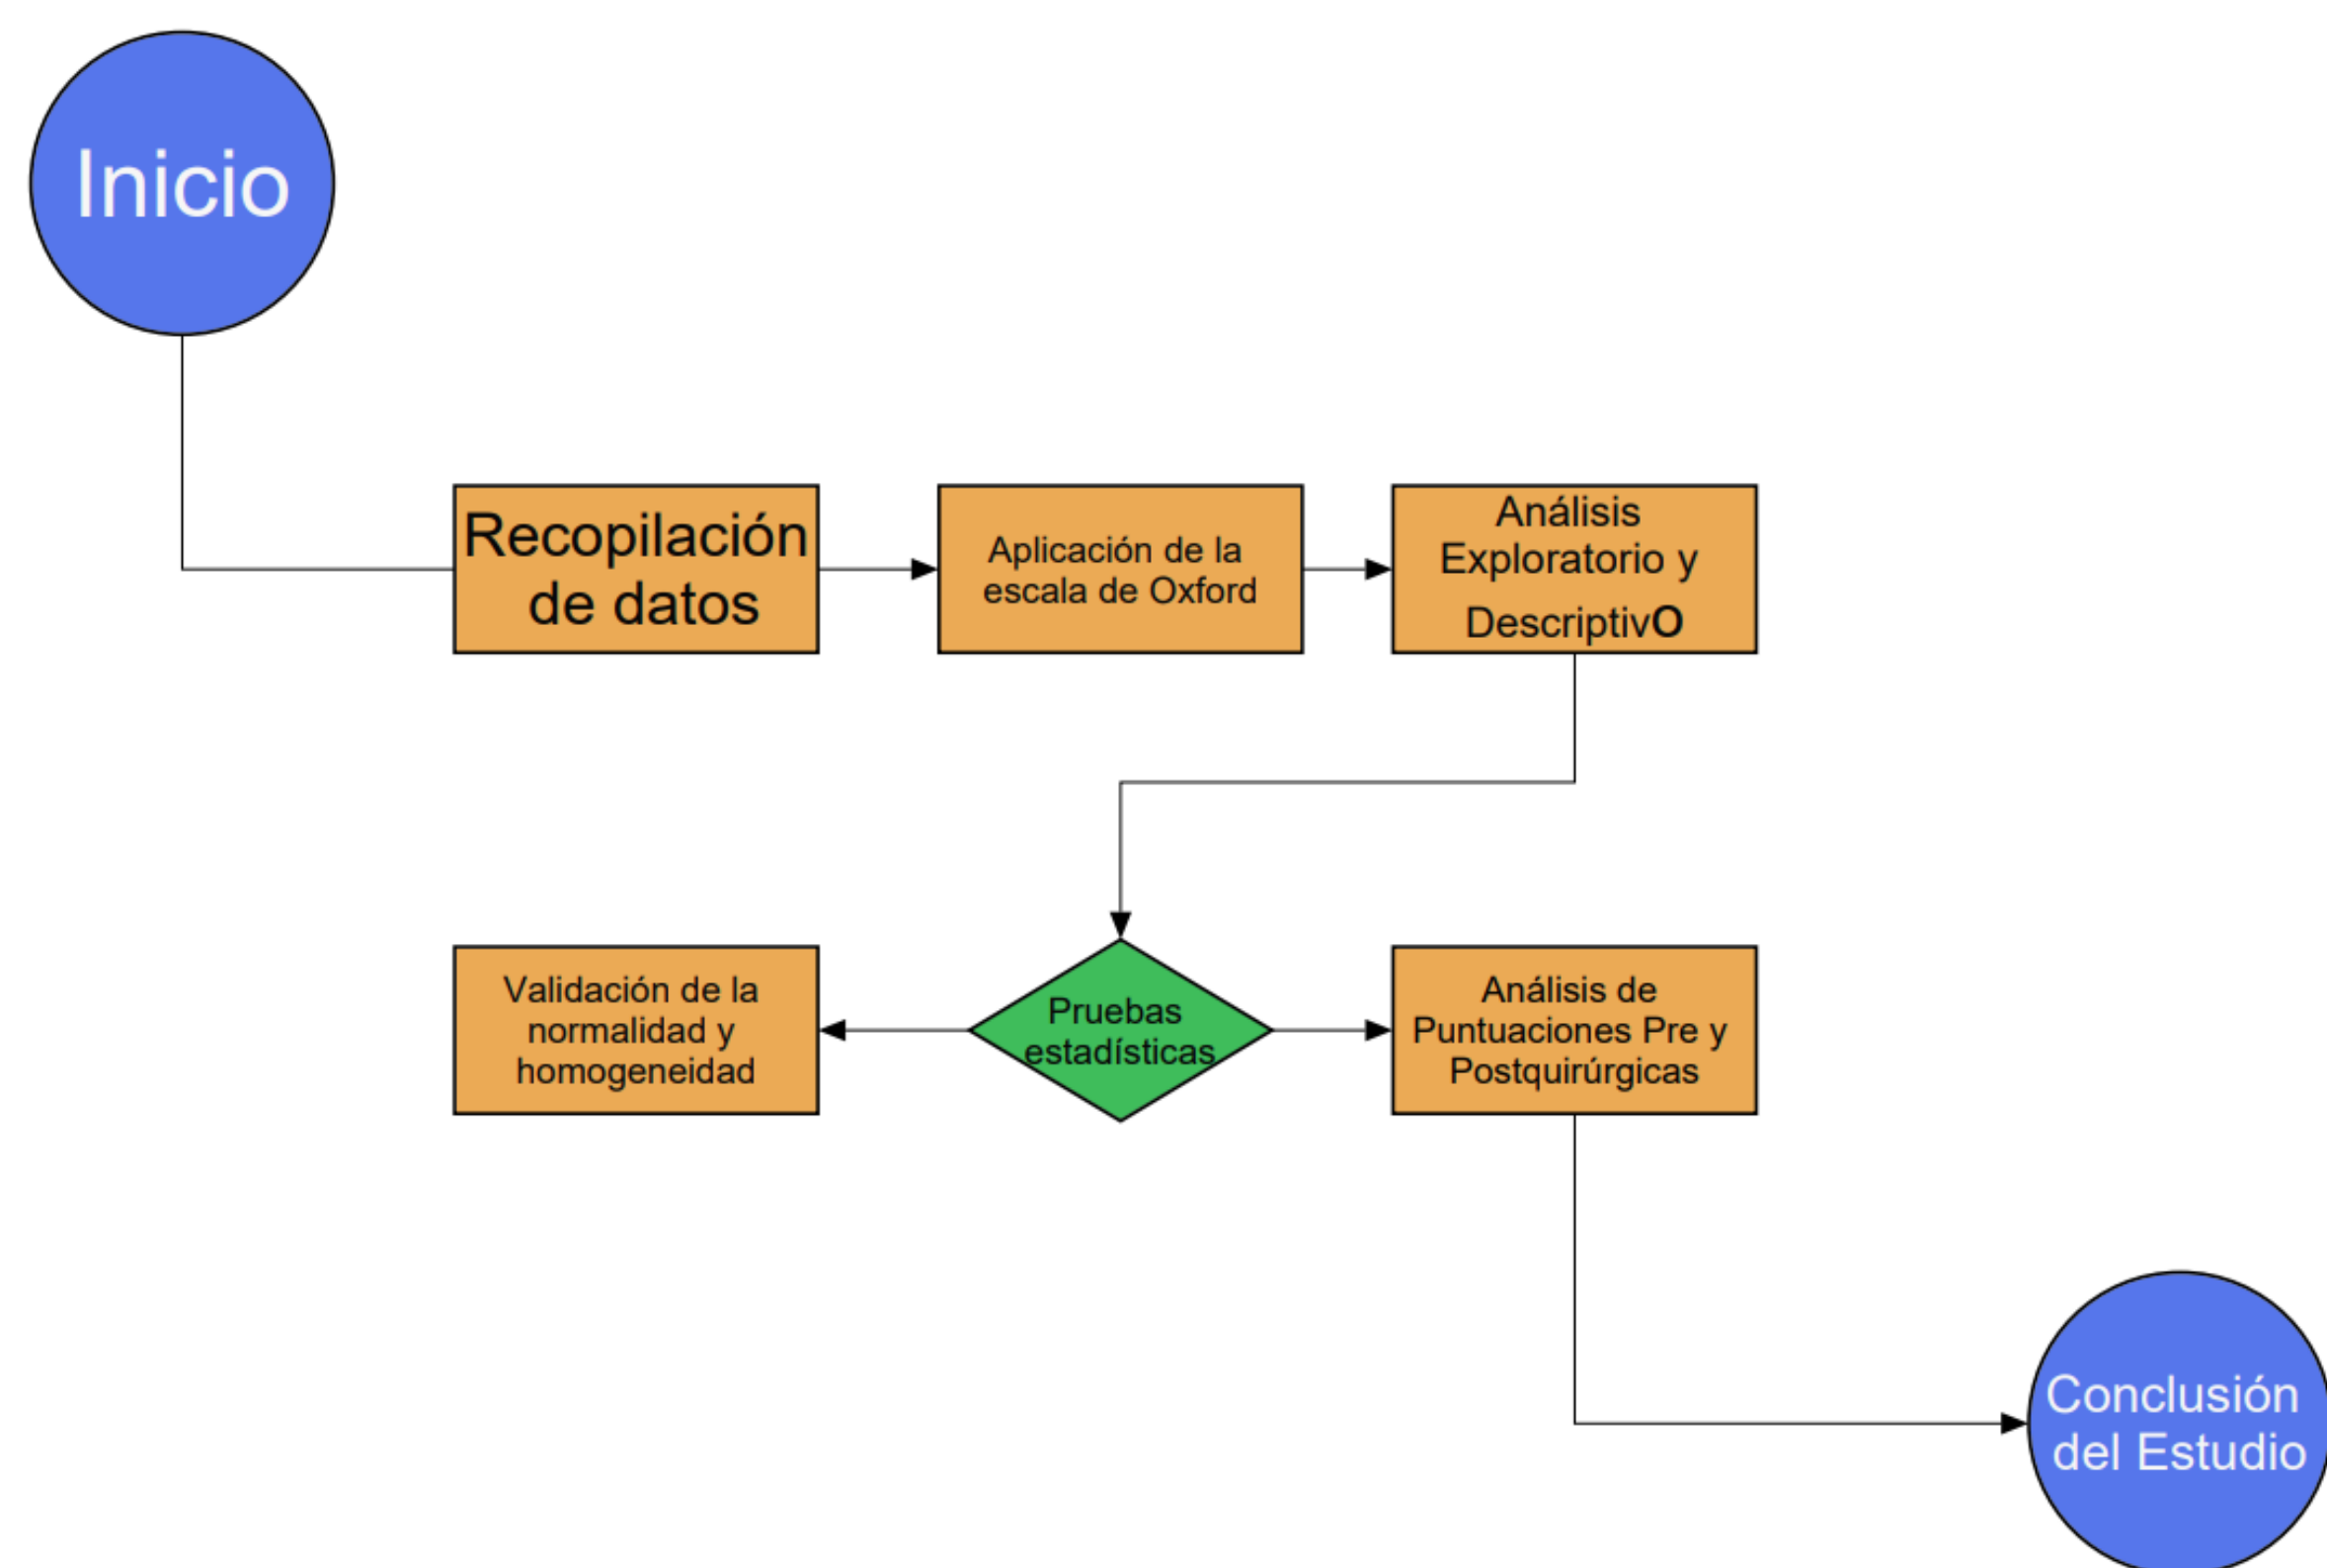 Inicio
Recopilación
de datos
Aplicación de la
escala de Oxford
Análisis
Exploratorio y
DescriptivO
Validación de la
normalidad y
homogeneidad
Pruebas
estadísticas
Análisis de
Puntuaciones Pre y
Postquirúrgicas
Conclusión
del Estudio